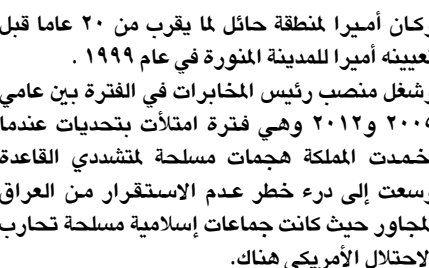 وكان أميرا لمنطقة حائل لما يقرب من ٢٠ عاما قبل
تعيينه أميرا للمدينة المنورة في عام ١٩٩٩ .
وشغل منصب رئيس المخابرات في الفترة بين عامي
٢٠٠٥ و٢٠١٢ وهي فترة امتلأت بتحديات عندما
أخمدت المملكة هجمات مسلحة لمتشددي القاعدة
وسعت إلى درء خطر عدم الاستقرار من العراق
المجاور حيث كانت جماعات إسلامية مسلحة تحارب
الاحتلال الأمريكي هناك.